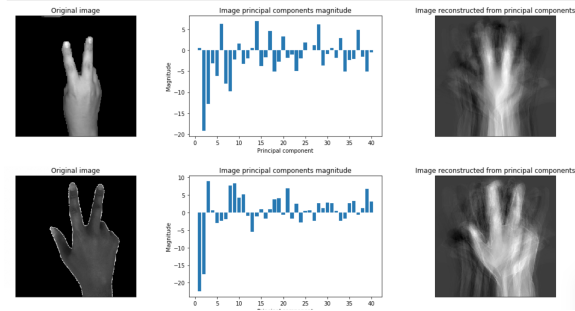 Original image
Image principal components magnitude
Image reconstructed from principal components
Magnitude
5
0
−5
−10
−15
−20
0 5 10 15 20 25 30 35 40
Principal component
Original image
Image principal components magnitude
Image reconstructed from principal components
Magnitude
10
5
0
−5
−10
−15
−20
0 5 10 15 20 25 30 35 40